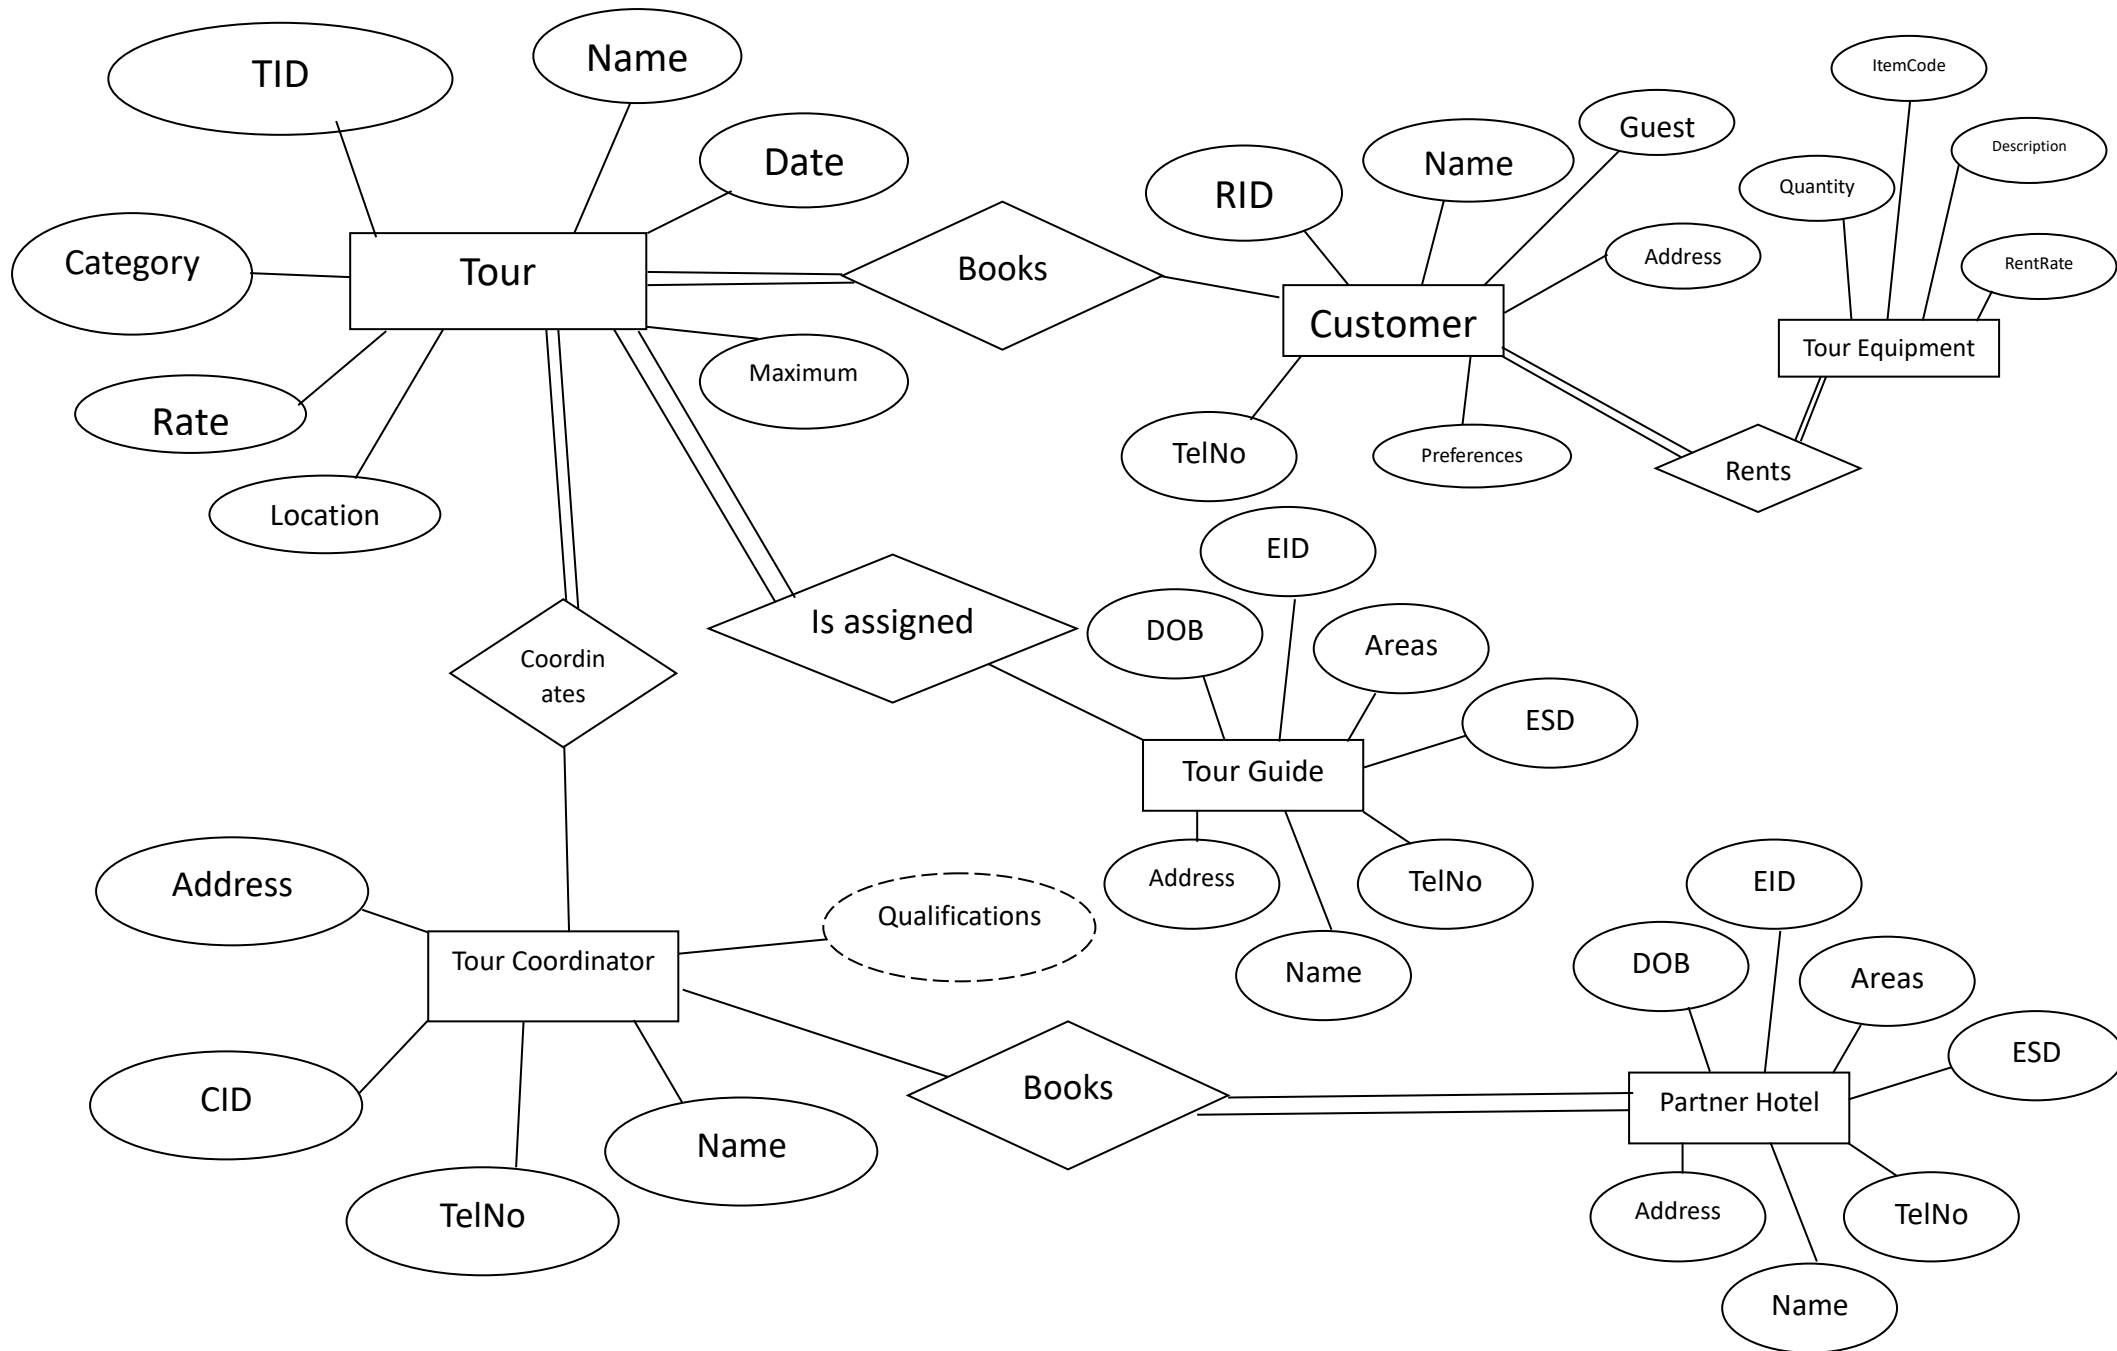 TID
Name
Date
Category
Tour
Books
Maximum
Rate
Location
RID
Name
Guest
Address
Customer
TelNo
Preferences
ItemCode
Description
Quantity
RentRate
Tour Equipment
Rents
Coordin
ates
Is assigned
EID
DOB
Areas
ESD
Tour Guide
Address
TelNo
Name
Address
Tour Coordinator
Qualifications
CID
TelNo
Name
Books
EID
DOB
Areas
ESD
Partner Hotel
Address
TelNo
Name